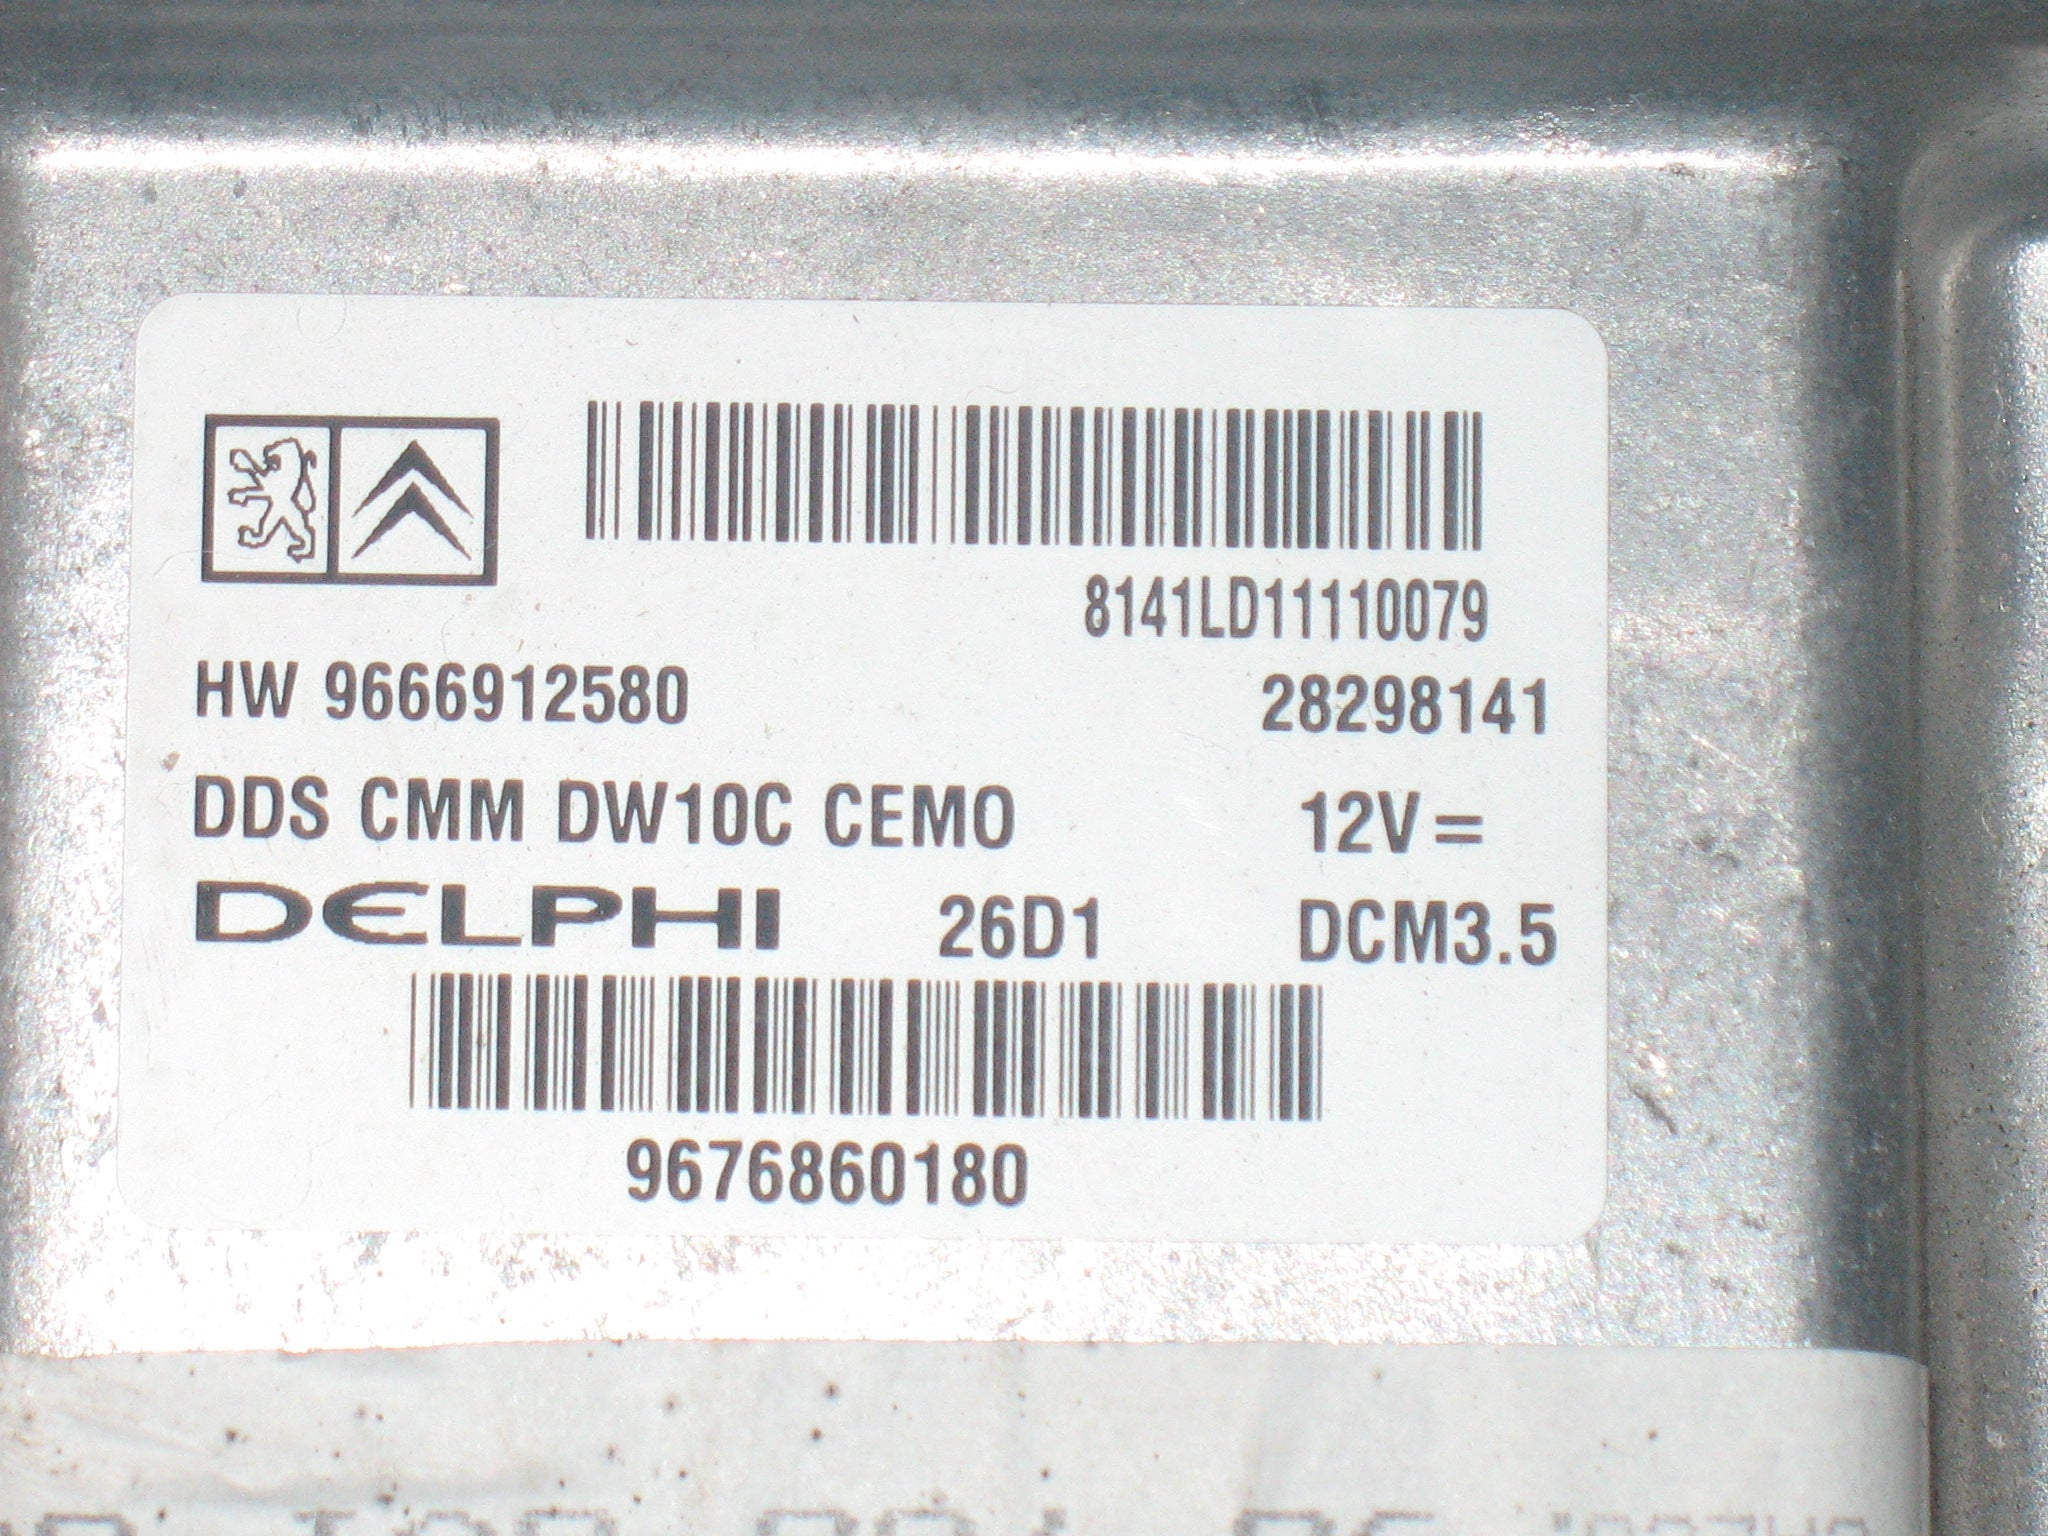 8141LD11110079
HW 9666912580 28298141
DDS CMM DW10C CEMO 12V =
DELPHI 26D1 DCM3.5
9676860180